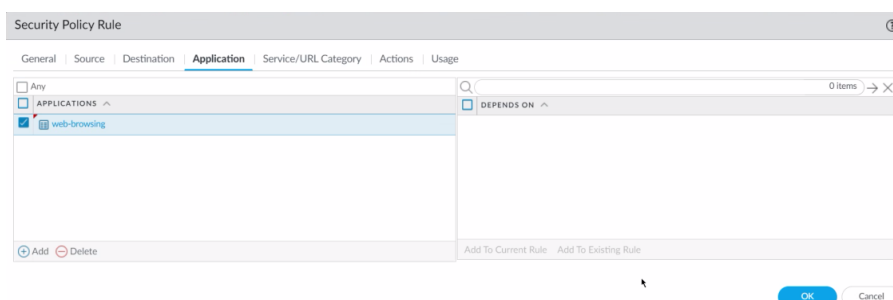 Security Policy Rule
General Source Destination Application Service/URL Category Actions Usage
Any
0 items
APPLICATIONS
DEPENDS ON
web-browsing
Add Delete
Add To Current Rule Add To Existing Rule
OK Cancel